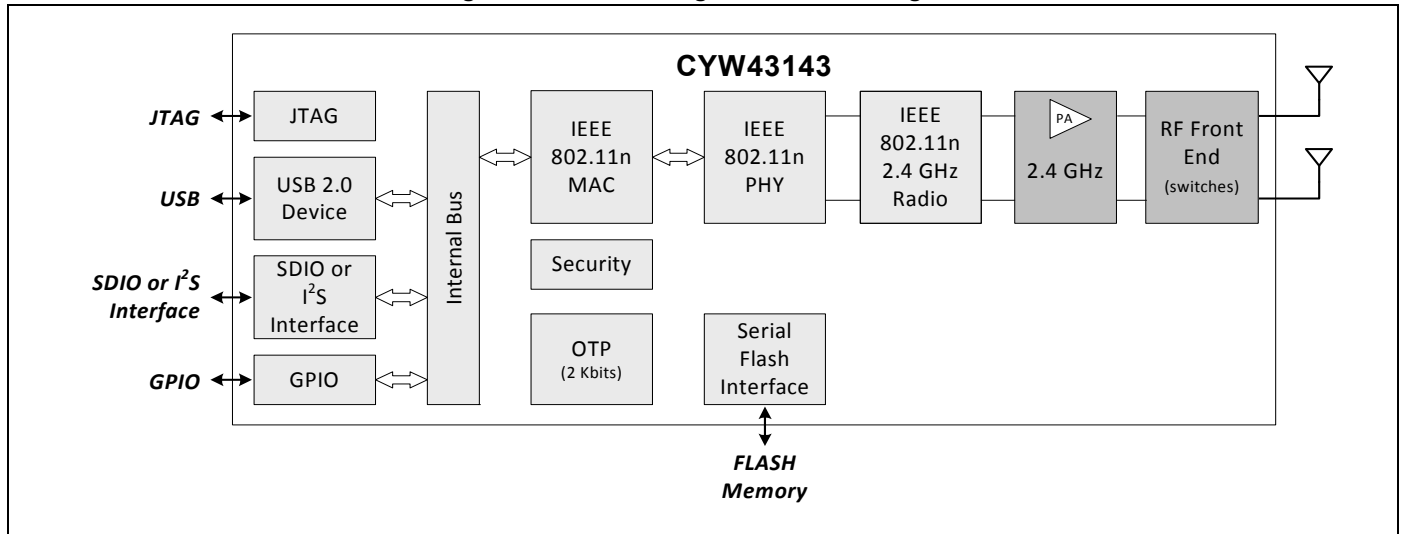 CYW43143
JTAG
JTAG
USB
USB 2.0
Device
SDIO or I²S
Interface
SDIO or
I²S
Interface
GPIO
GPIO
Internal Bus
IEEE
802.11n
MAC
Security
OTP
(2 Kbits)
IEEE
802.11n
PHY
Serial
Flash
Interface
FLASH
Memory
IEEE
802.11n
2.4 GHz
Radio
PA
2.4 GHz
RF Front
End
(switches)